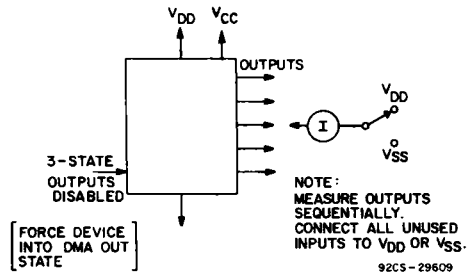 VDD VCC
OUTPUTS
3-STATE
OUTPUTS
DISABLED
[FORCE DEVICE
INTO DMA OUT
STATE]
I
VDD
VSS
NOTE:
MEASURE OUTPUTS
SEQUENTIALLY.
CONNECT ALL UNUSED
INPUTS TO VDD OR VSS.
92CS-29609